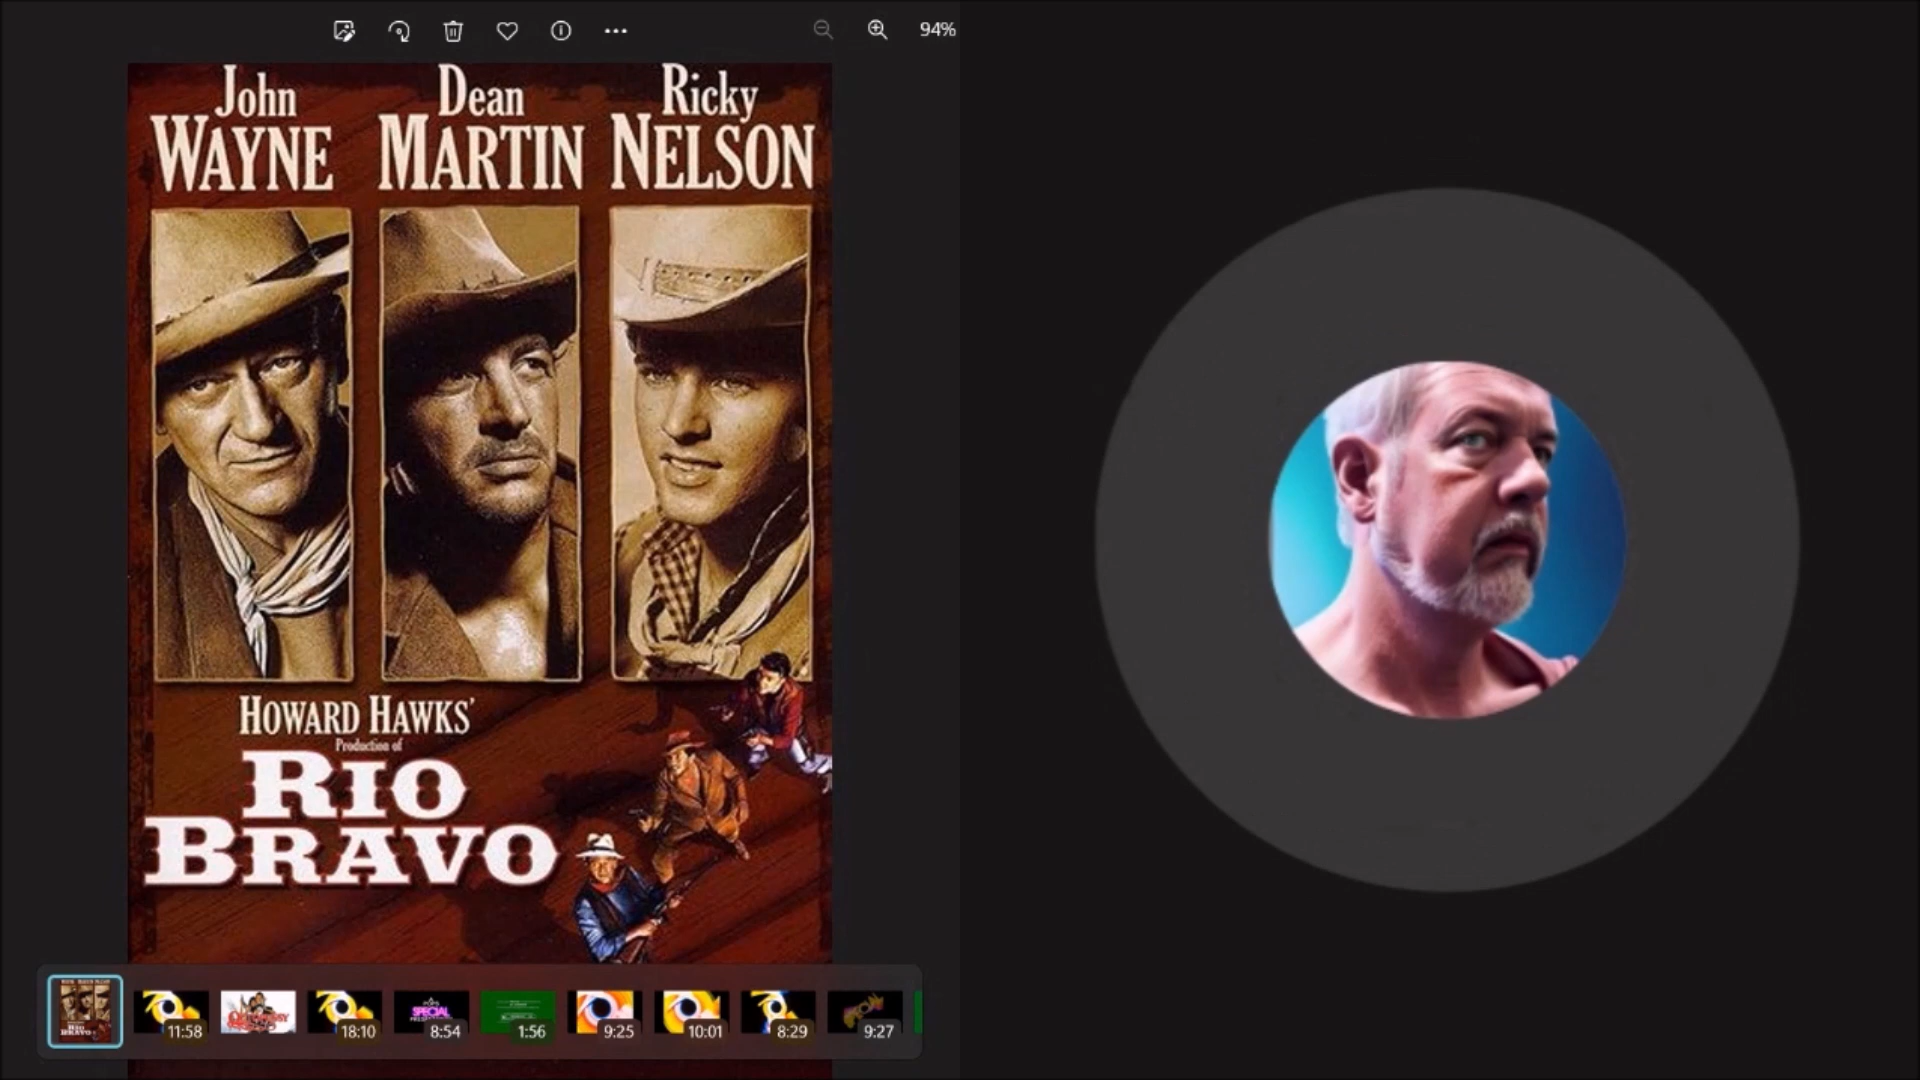 94%
John
WAYNE
Dean
MARTIN
Ricky
NELSON
HOWARD HAWKS'
Production of
RIO
BRAVO
11:58
18:10
SPECIAL
8:54
1:56
9:25
10:01
8:29
9:27